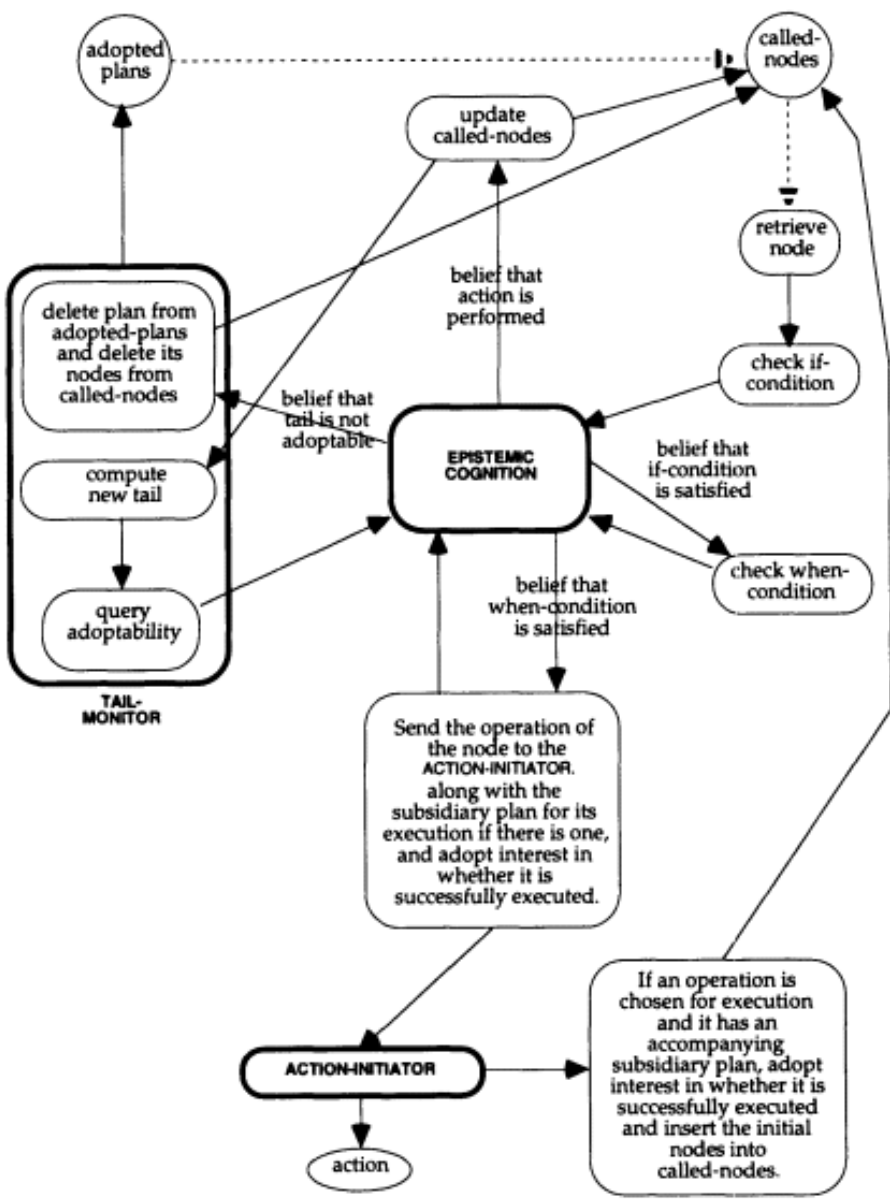 adopted
plans
called-
nodes
update
called-nodes
retrieve
node
belief that
action is
performed
delete plan from
adopted-plans
and delete its
nodes from
called-nodes
check if-
condition
belief that
tail is not
adoptable
EPISTEMIC
COGNITION
belief that
if-condition
is satisfied
compute
new tail
check when-
condition
query
adoptability
belief that
when-condition
is satisfied
TAIL-
MONITOR
Send the operation of
the node to the
ACTION-INITIATOR.
along with the
subsidiary plan for its
execution if there is one,
and adopt interest in
whether it is
successfully executed.
If an operation is
chosen for execution
and it has an
accompanying
subsidiary plan, adopt
interest in whether it is
successfully executed
and insert the initial
nodes into
called-nodes.
ACTION-INITIATOR
action